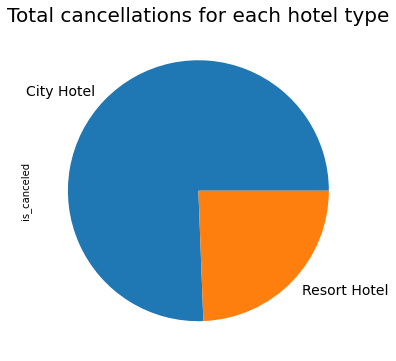 Total cancellations for each hotel type
City Hotel
is_canceled
Resort Hotel